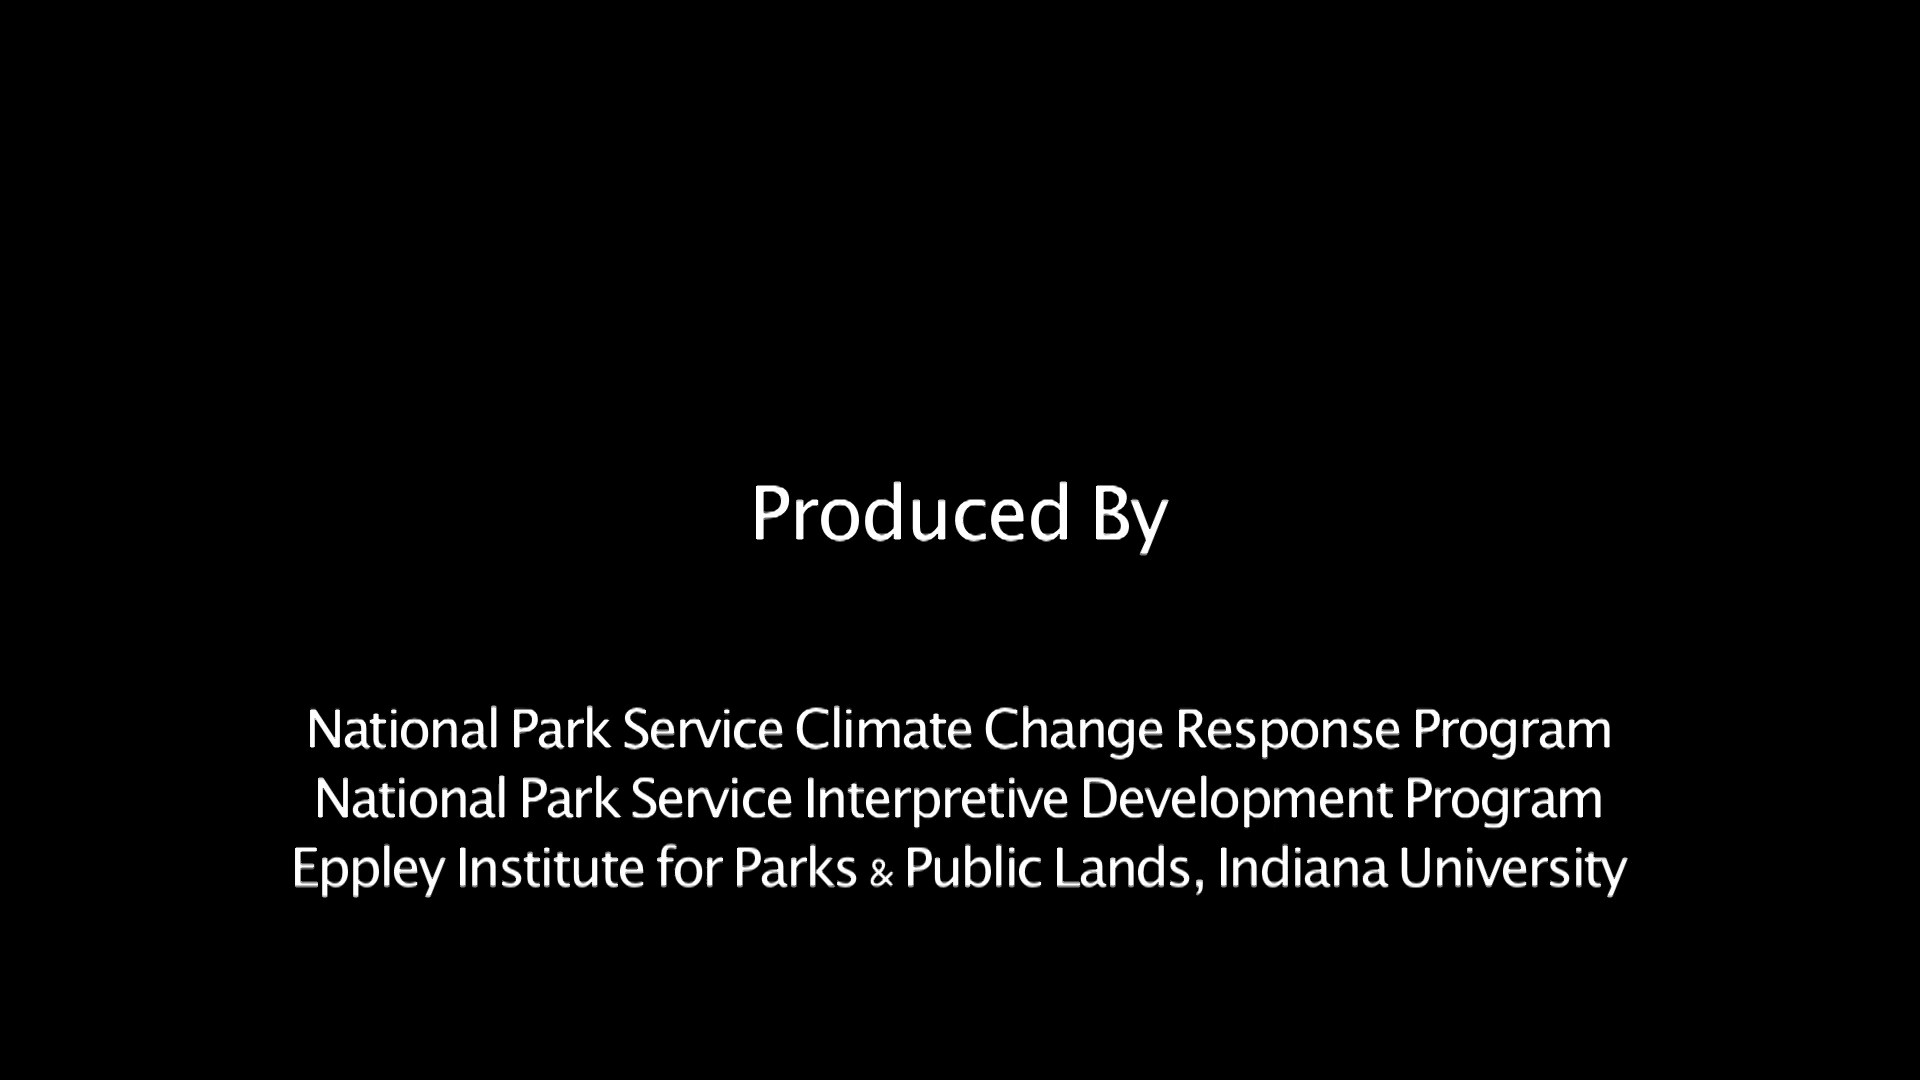 Produced By
National Park Service Climate Change Response Program
National Park Service Interpretive Development Program
Eppley Institute for Parks & Public Lands, Indiana University